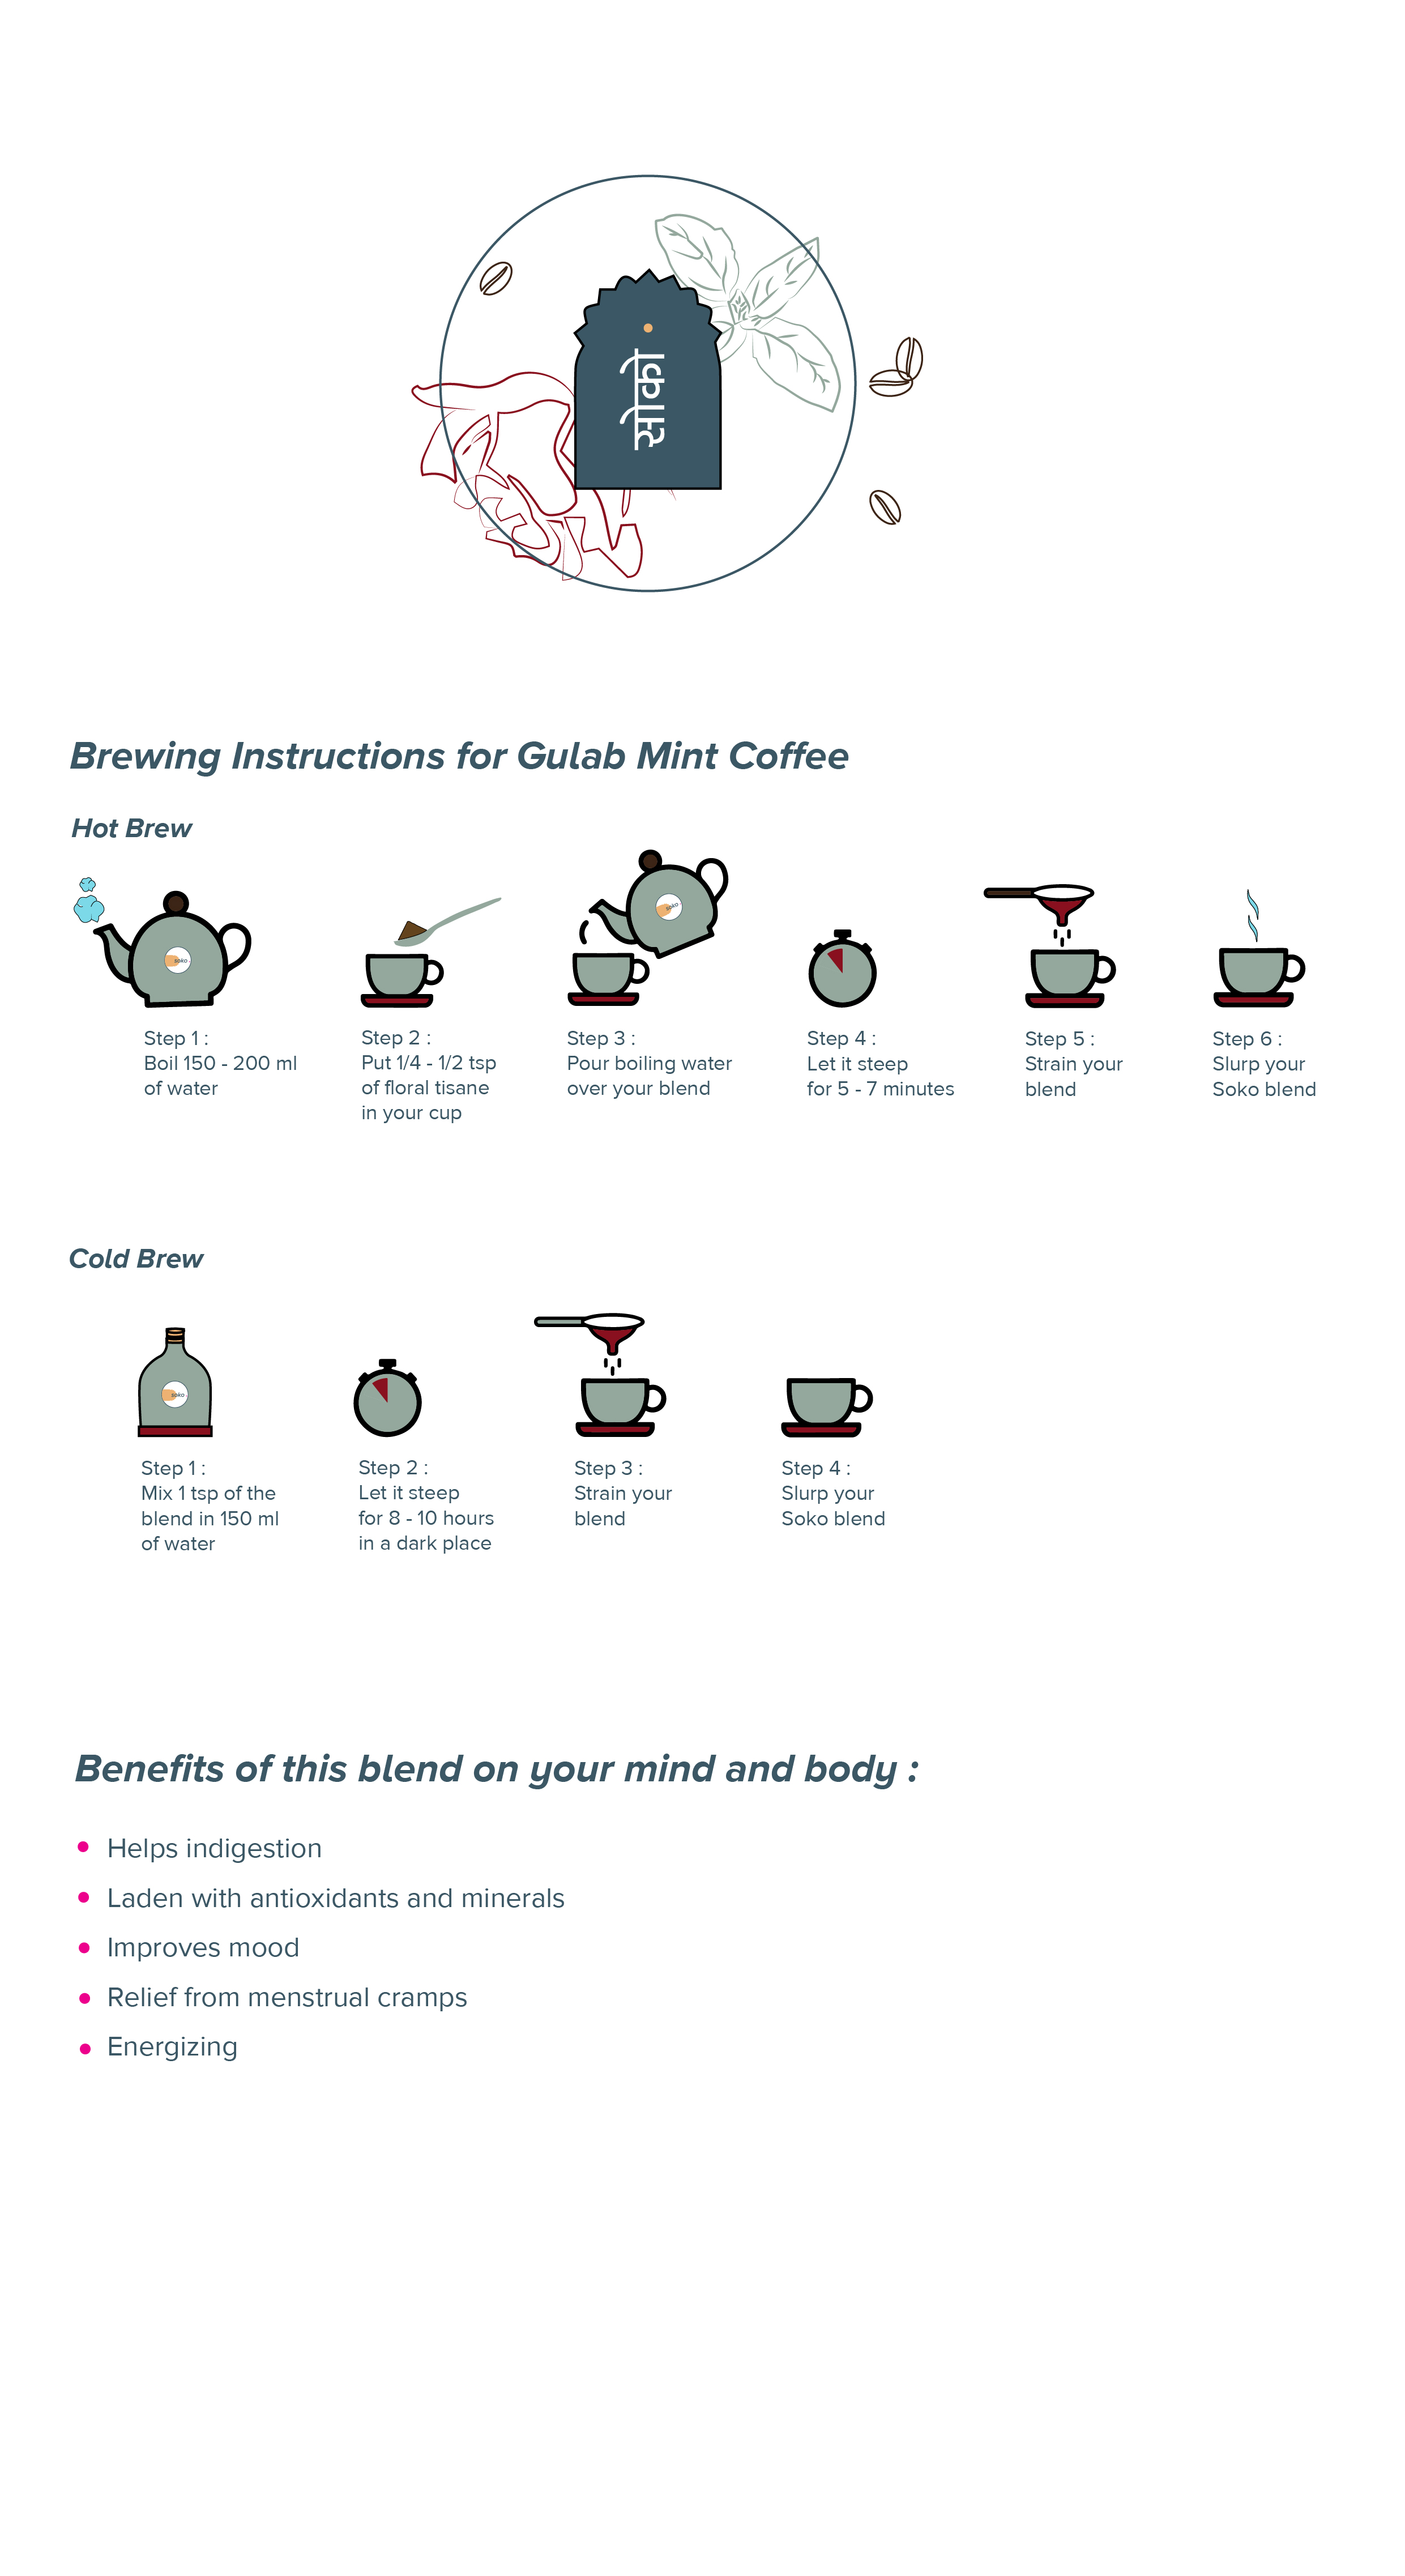 सोको
Brewing Instructions for Gulab Mint Coffee
Hot Brew
soko
soko
Step 1 :
Boil 150 - 200 ml
of water
Step 2 :
Put 1/4 - 1/2 tsp
of floral tisane
in your cup
Step 3 :
Pour boiling water
over your blend
Step 4 :
Let it steep
for 5 - 7 minutes
Step 5 :
Strain your
blend
Step 6 :
Slurp your
Soko blend
Cold Brew
soko
Step 1 :
Mix 1 tsp of the
blend in 150 ml
of water
Step 2 :
Let it steep
for 8 - 10 hours
in a dark place
Step 3 :
Strain your
blend
Step 4 :
Slurp your
Soko blend
Benefits of this blend on your mind and body :
Helps indigestion
Laden with antioxidants and minerals
Improves mood
Relief from menstrual cramps
Energizing